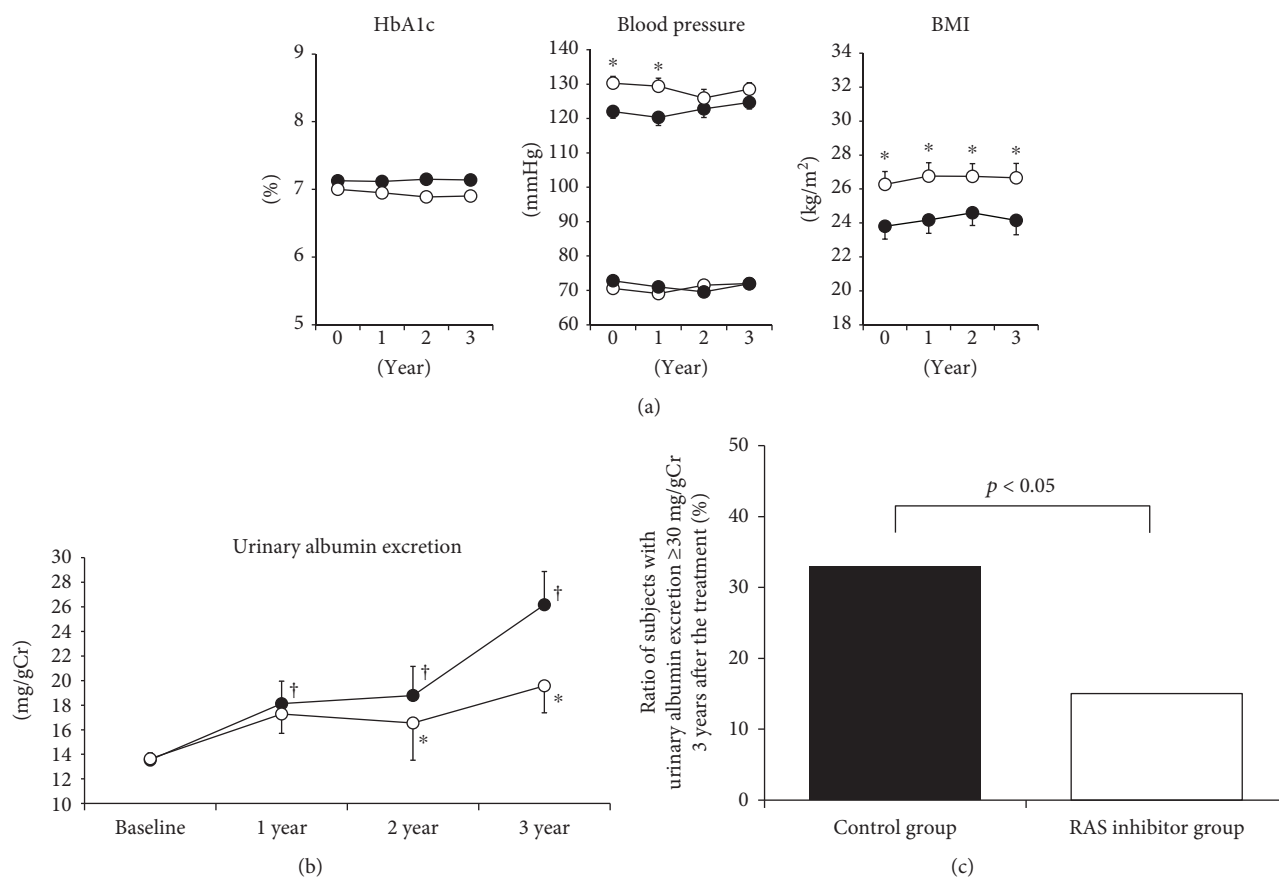 HbA1c
9
8
7
6
5
(%)
0 1 2 3
(Year)
Blood pressure
140
130
120
110
100
90
80
70
60
(mmHg)
* *
0 1 2 3
(Year)
BMI
34
32
30
28
26
24
22
20
18
(kg/m²)
* * * *
0 1 2 3
(Year)
(a)
Urinary albumin excretion
30
28
26
24
22
20
18
16
14
12
10
(mg/gCr)
† † †
* *
Baseline 1 year 2 year 3 year
(b)
Ratio of subjects with
urinary albumin excretion ≥30 mg/gCr
3 years after the treatment (%)
50
40
30
20
10
0
p < 0.05
Control group RAS inhibitor group
(c)